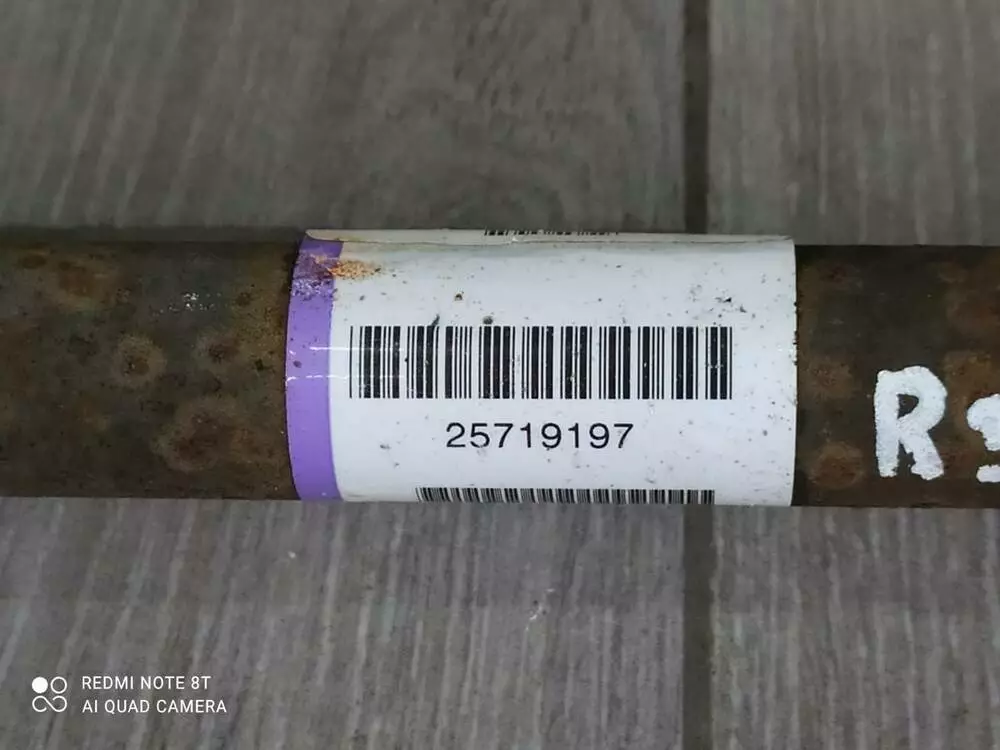 25719197
R
REDMI NOTE 8T
AI QUAD CAMERA